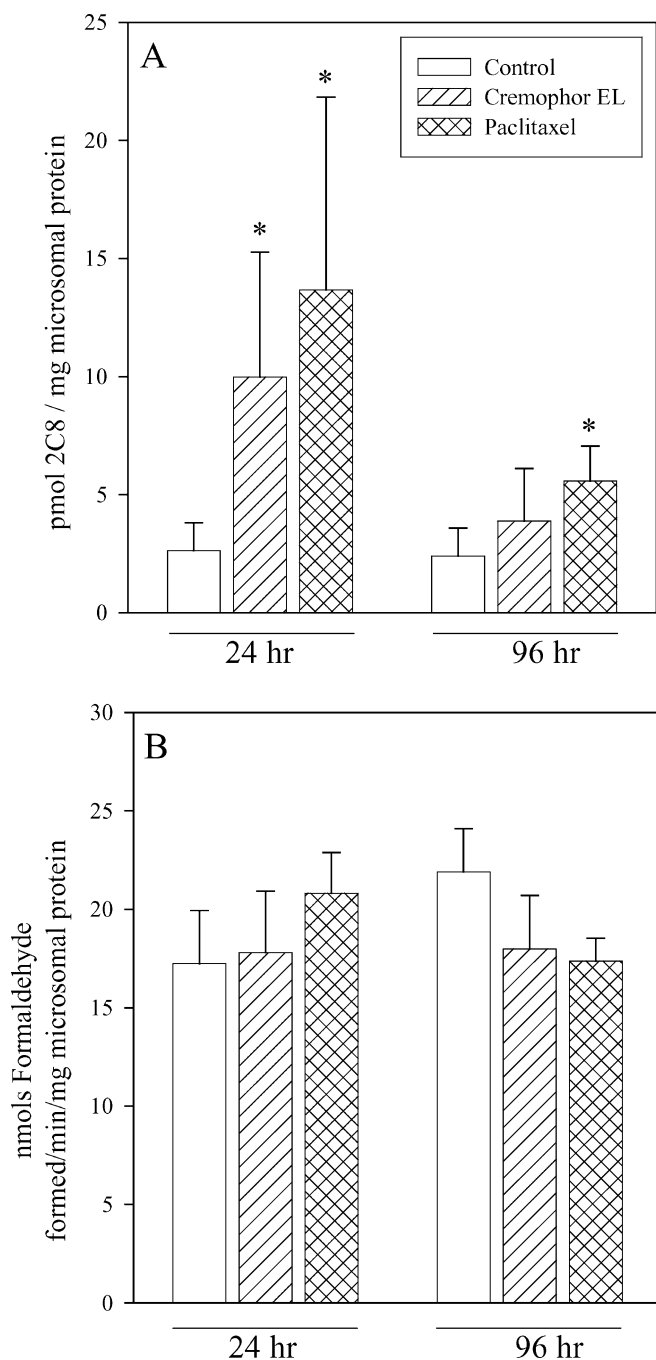 A
Control
Cremophor EL
Paclitaxel
pmol 2C8 / mg microsomal protein
25
20
15
10
5
0
*
*
*
24 hr
96 hr
B
nmols Formaldehyde
formed/min/mg microsomal protein
30
25
20
15
10
5
0
24 hr
96 hr